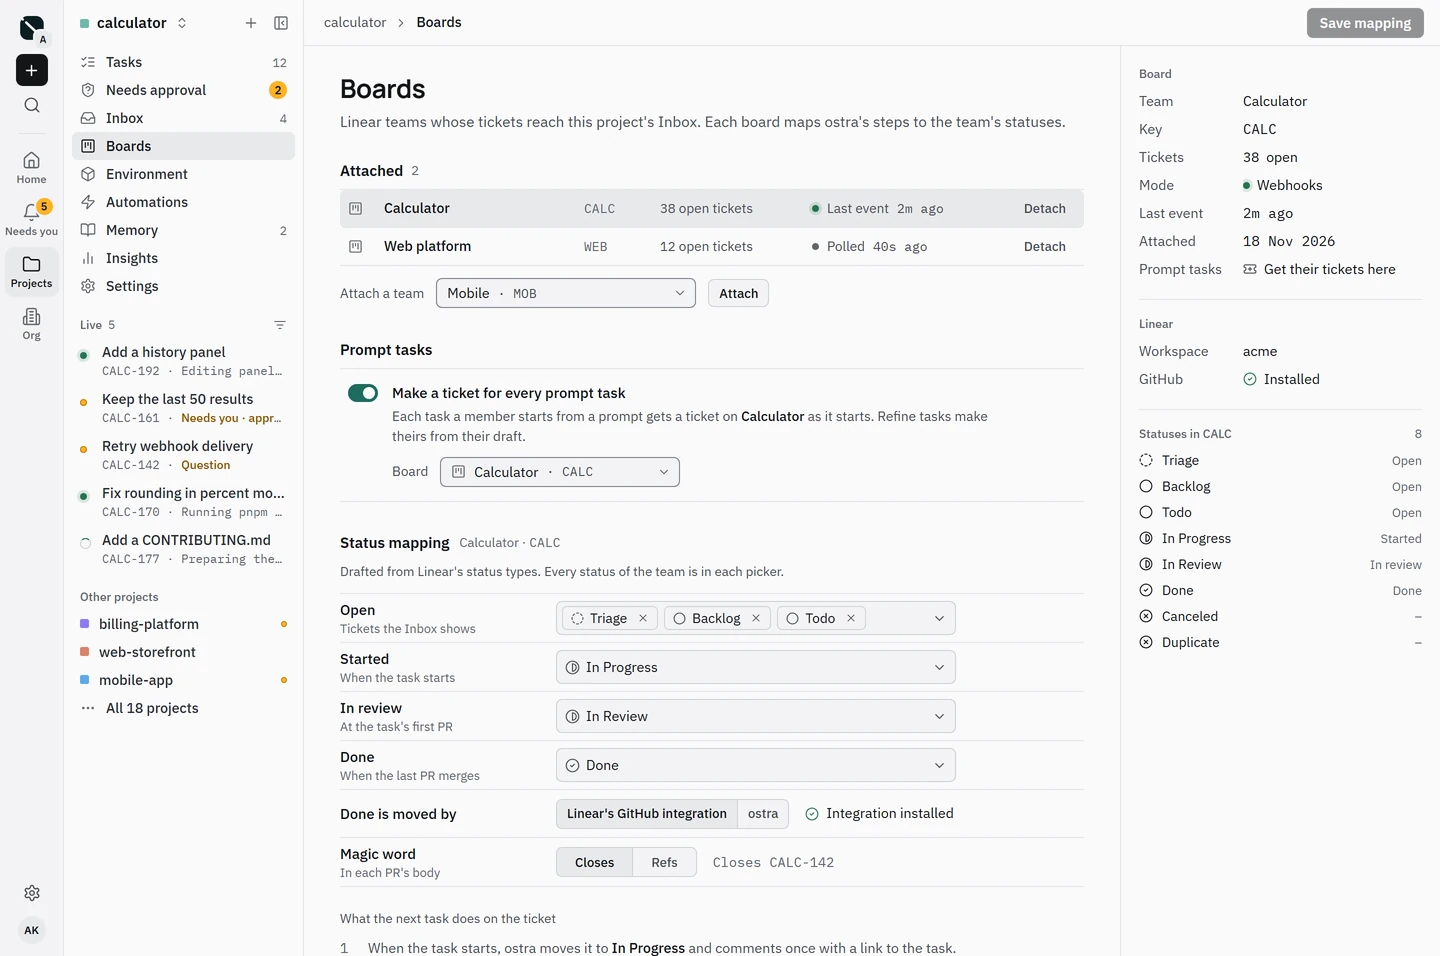 A
Home
5
Needs you
Projects
Org
AK
calculator
Tasks 12
Needs approval 2
Inbox 4
Boards
Environment
Automations
Memory 2
Insights
Settings
Live 5
Add a history panel
CALC-192 · Editing panel…
Keep the last 50 results
CALC-161 · Needs you · appr…
Retry webhook delivery
CALC-142 · Question
Fix rounding in percent mo…
CALC-170 · Running pnpm …
Add a CONTRIBUTING.md
CALC-177 · Preparing the…
Other projects
billing-platform
web-storefront
mobile-app
All 18 projects
calculator > Boards
Save mapping
Boards
Linear teams whose tickets reach this project's Inbox. Each board maps ostra's steps to the team's statuses.
Attached 2
Calculator CALC 38 open tickets Last event 2m ago Detach
Web platform WEB 12 open tickets Polled 40s ago Detach
Attach a team Mobile · MOB Attach
Prompt tasks
Make a ticket for every prompt task
Each task a member starts from a prompt gets a ticket on Calculator as it starts. Refine tasks make
theirs from their draft.
Board Calculator · CALC
Status mapping Calculator · CALC
Drafted from Linear's status types. Every status of the team is in each picker.
Open
Tickets the Inbox shows
Triage Backlog Todo
Started
When the task starts
In Progress
In review
At the task's first PR
In Review
Done
When the last PR merges
Done
Done is moved by Linear's GitHub integration ostra Integration installed
Magic word
In each PR's body
Closes Refs Closes CALC-142
What the next task does on the ticket
1 When the task starts, ostra moves it to In Progress and comments once with a link to the task.
Board
Team Calculator
Key CALC
Tickets 38 open
Mode Webhooks
Last event 2m ago
Attached 18 Nov 2026
Prompt tasks Get their tickets here
Linear
Workspace acme
GitHub Installed
Statuses in CALC 8
Triage Open
Backlog Open
Todo Open
In Progress Started
In Review In review
Done Done
Canceled –
Duplicate –